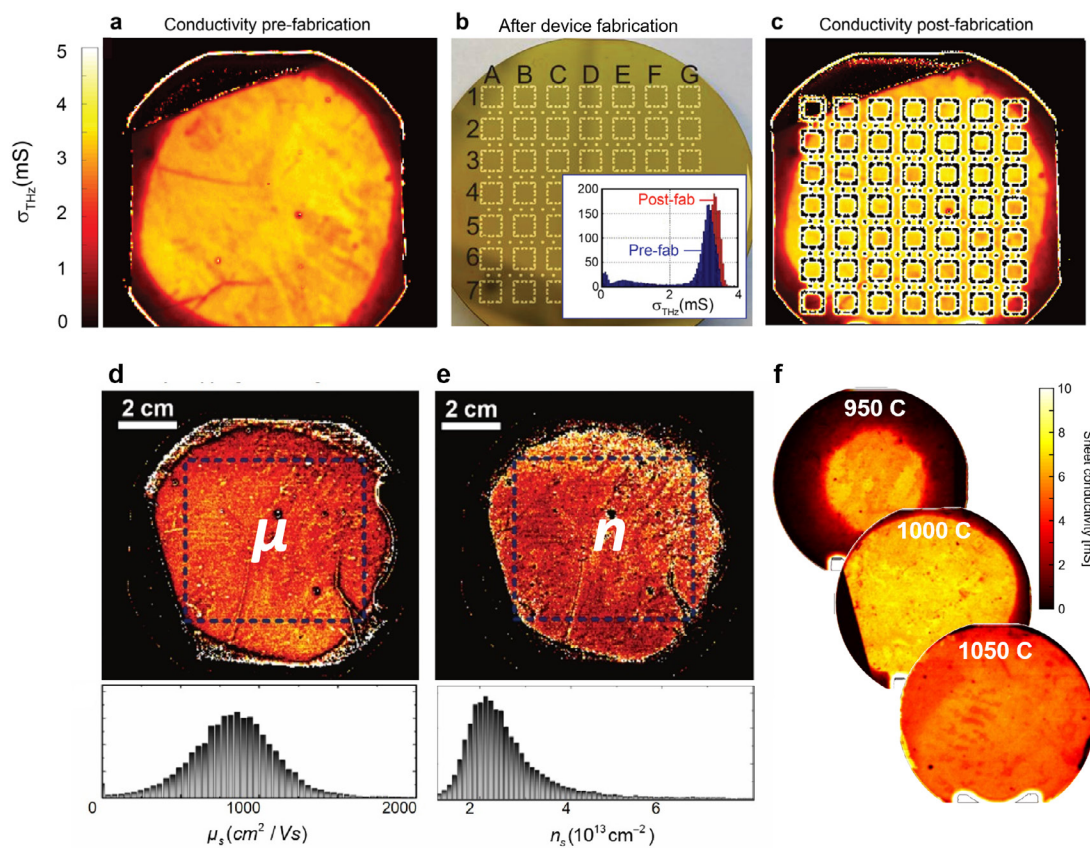 a Conductivity pre-fabrication
5
4
3
2
1
0
σTHz(mS)
b After device fabrication
A B C D E F G
1
2
3
4
5
6
7
200
150
100
50
0
Post-fab
Pre-fab
0 2 4
σTHz(mS)
c Conductivity post-fabrication
d
2 cm
μ
0 1000 2000
μs(cm²/Vs)
e
2 cm
n
2 4 6
ns(10¹³cm⁻²)
f
950 C
1000 C
1050 C
10
8
6
4
2
0
Sheet conductivity [mS]